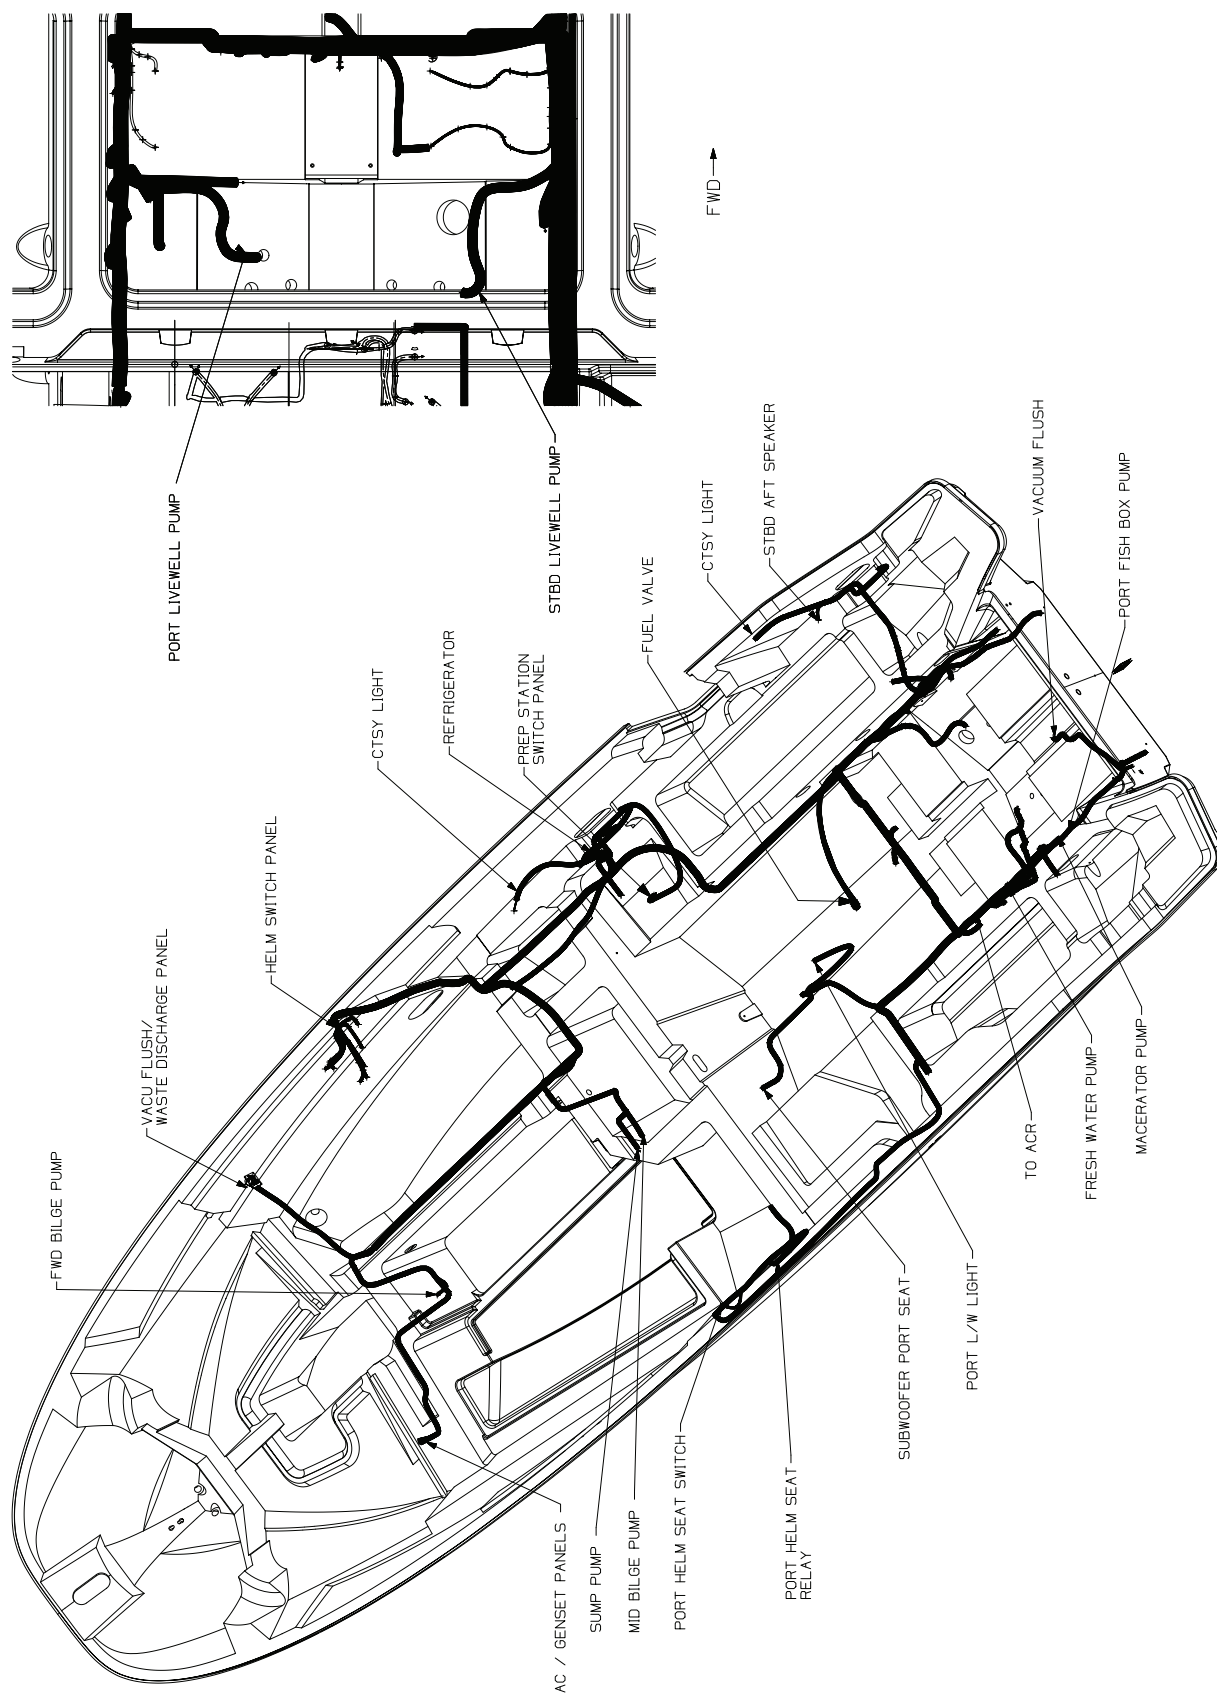 PORT LIVEWELL PUMP
STBD LIVEWELL PUMP
FWD
CTSY LIGHT
REFRIGERATOR
PREP STATION
SWITCH PANEL
FUEL VALVE
CTSY LIGHT
STBD AFT SPEAKER
VACUUM FLUSH
PORT FISH BOX PUMP
HELM SWITCH PANEL
VACU FLUSH/
WASTE DISCHARGE PANEL
FWD BILGE PUMP
AC / GENSET PANELS
SUMP PUMP
MID BILGE PUMP
PORT HELM SEAT SWITCH
PORT HELM SEAT
RELAY
SUBWOOFER PORT SEAT
PORT L/W LIGHT
TO ACR
FRESH WATER PUMP
MACERATOR PUMP